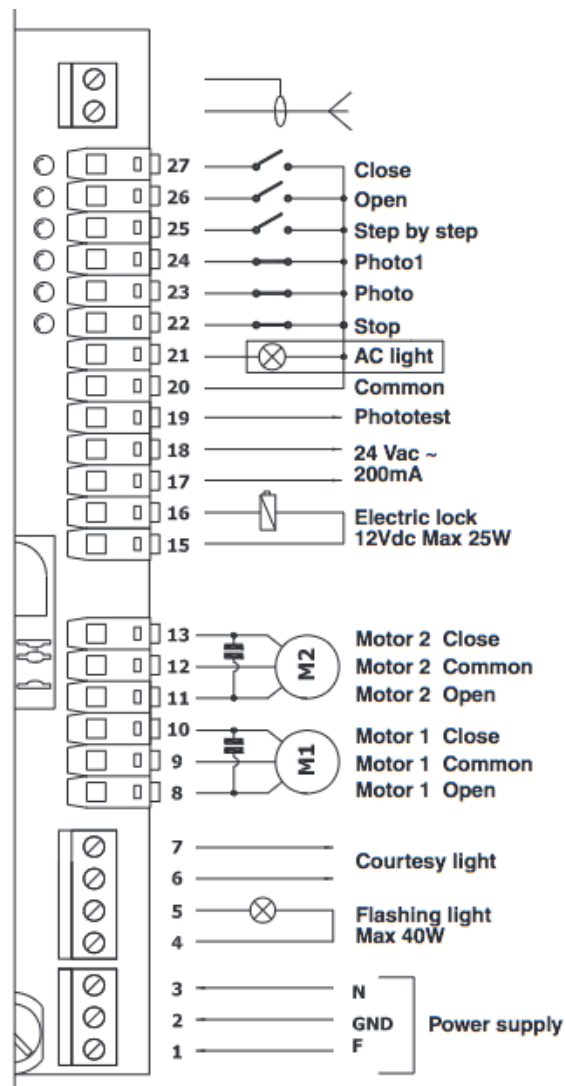 27 Close
26 Open
25 Step by step
24 Photo1
23 Photo
22 Stop
21 AC light
20 Common
19 Phototest
18 24 Vac ~
17 200mA
16 Electric lock
15 12Vdc Max 25W
13 Motor 2 Close
12 M2 Motor 2 Common
11 Motor 2 Open
10 Motor 1 Close
9 M1 Motor 1 Common
8 Motor 1 Open
7
6 Courtesy light
5 Flashing light
4 Max 40W
3 N
2 GND Power supply
1 F